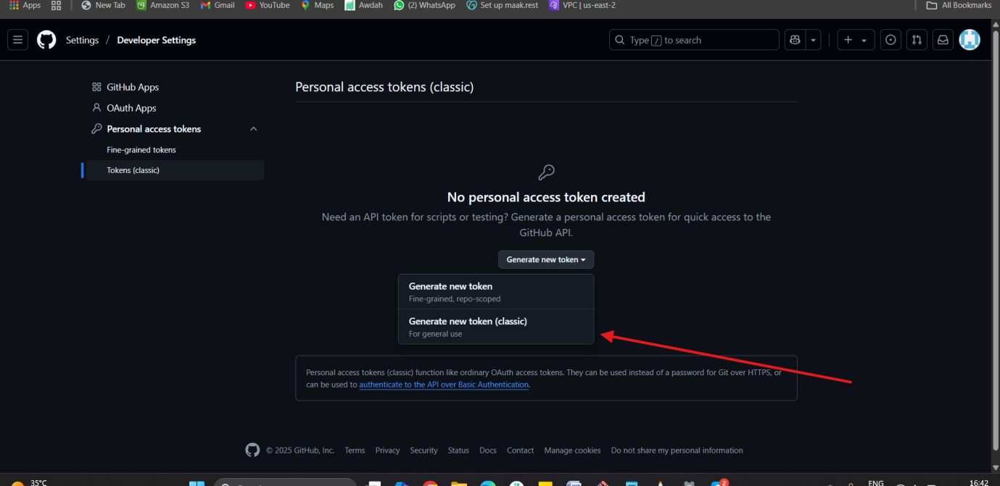 Apps New Tab Amazon S3 Gmail YouTube Maps Awdah (2) WhatsApp Set up maak.rest VPC | us-east-2 All Bookmarks
Settings / Developer Settings Type / to search
GitHub Apps
OAuth Apps
Personal access tokens
Fine-grained tokens
Tokens (classic)
Personal access tokens (classic)
No personal access token created
Need an API token for scripts or testing? Generate a personal access token for quick access to the
GitHub API.
Generate new token
Generate new token
Fine-grained, repo-scoped
Generate new token (classic)
For general use
Personal access tokens (classic) function like ordinary OAuth access tokens. They can be used instead of a password for Git over HTTPS, or
can be used to authenticate to the API over Basic Authentication.
© 2025 GitHub, Inc. Terms Privacy Security Status Docs Contact Manage cookies Do not share my personal information
35°C 2 ENG 16:42